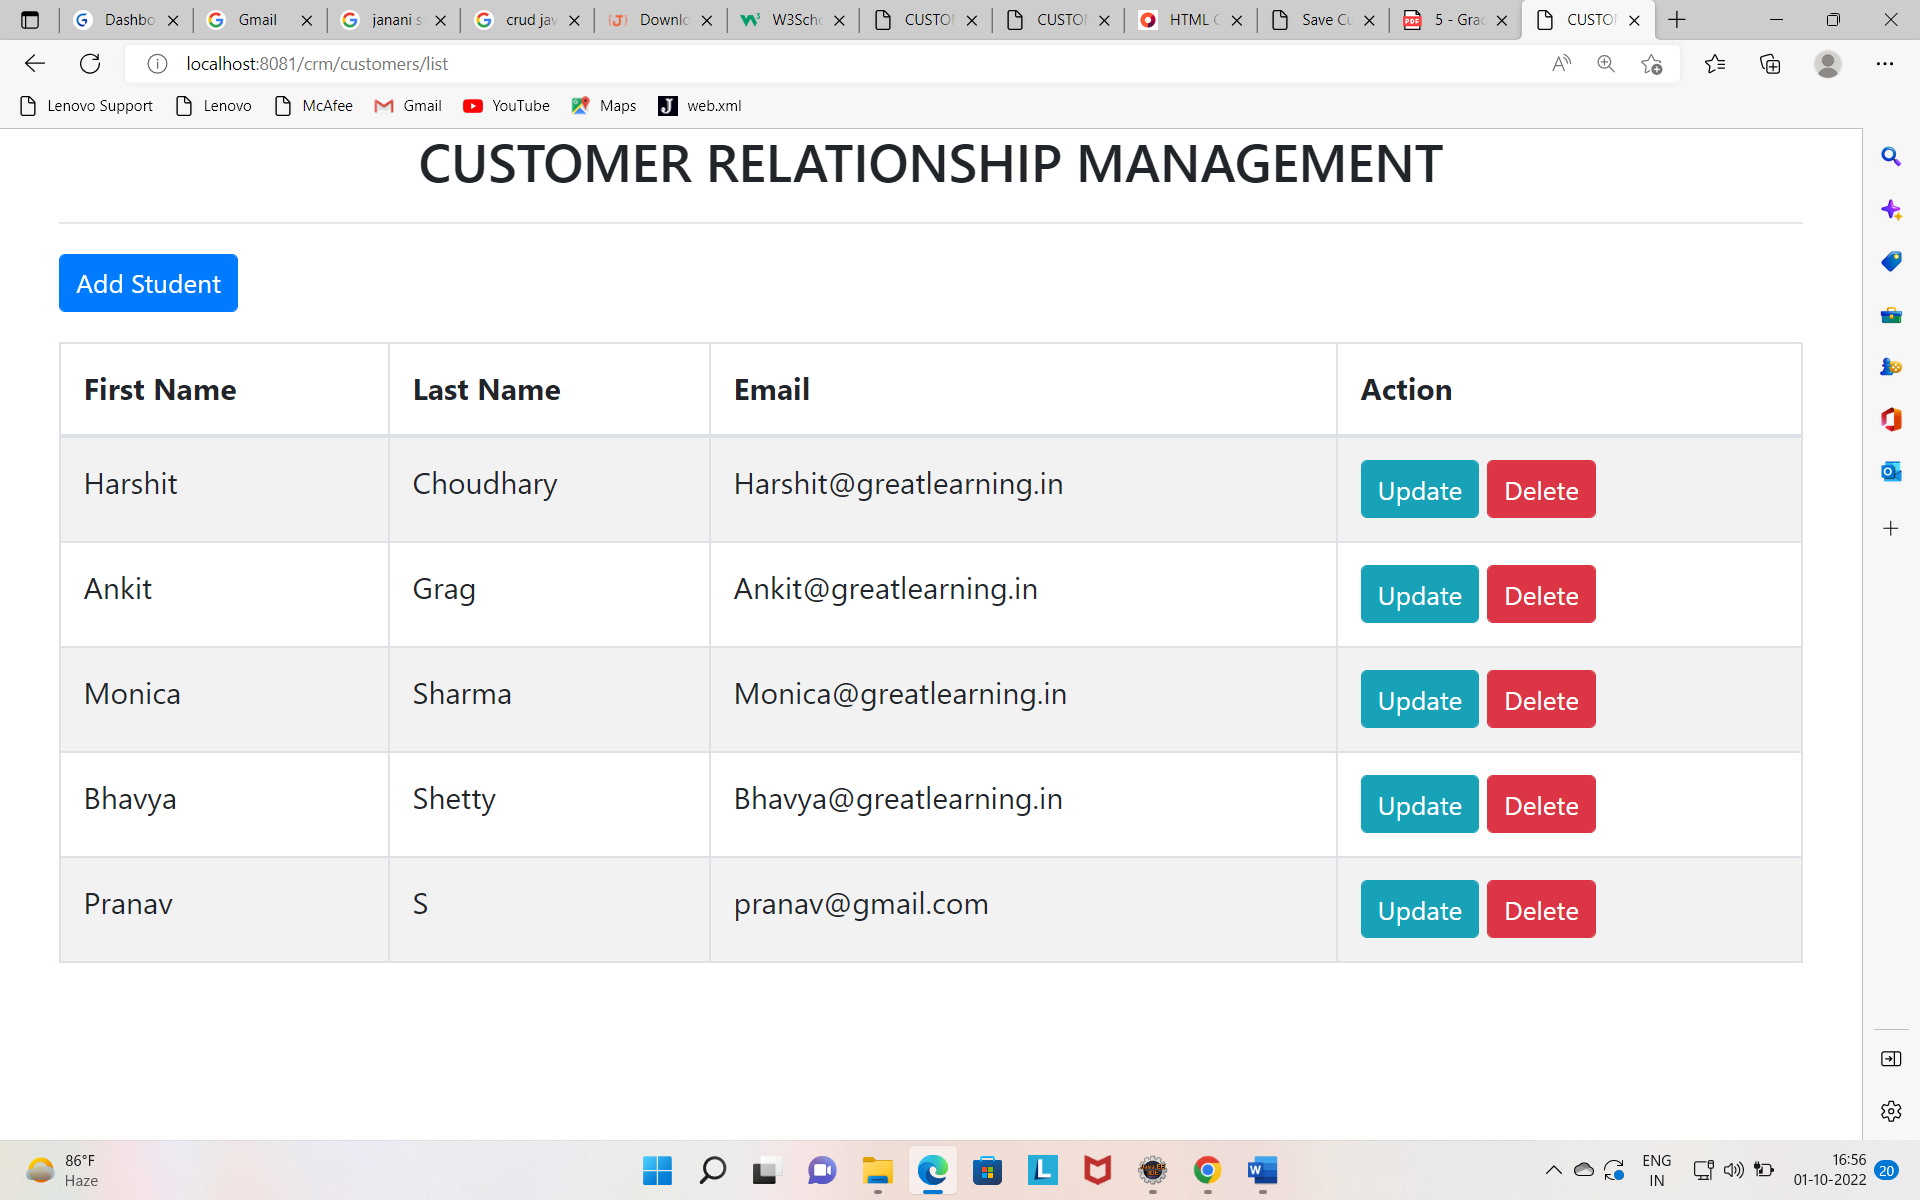 Dashbo Gmail janani s crud jav Downlo W3Scho CUSTO CUSTO HTML Save Cu 5 - Grad CUSTO
localhost:8081/crm/customers/list
Lenovo Support Lenovo McAfee Gmail YouTube Maps web.xml
CUSTOMER RELATIONSHIP MANAGEMENT
Add Student
First Name Last Name Email Action
Harshit Choudhary Harshit@greatlearning.in Update Delete
Ankit Grag Ankit@greatlearning.in Update Delete
Monica Sharma Monica@greatlearning.in Update Delete
Bhavya Shetty Bhavya@greatlearning.in Update Delete
Pranav S pranav@gmail.com Update Delete
86°F
Haze
ENG
IN
16:56
01-10-2022
20